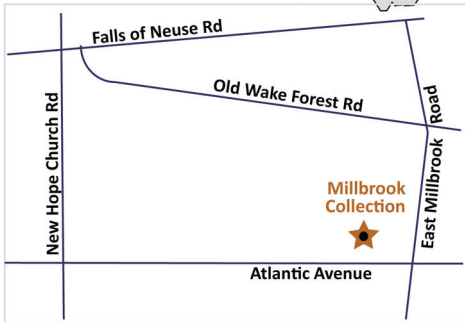 Falls of Neuse Rd
Old Wake Forest Rd
New Hope Church Rd
East Millbrook Road
Millbrook
Collection
Atlantic Avenue